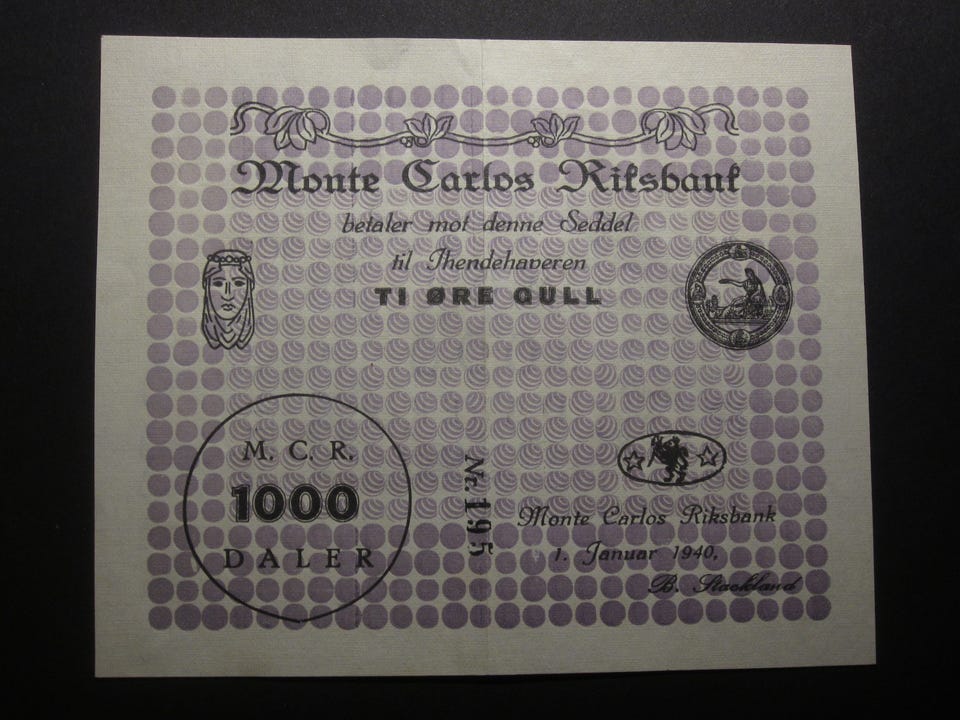 Monte Carlos Riksbank
betaler mot denne Seddel
til Ihendehaveren
TI ØRE GULL
M. C. R.
1000
DALER
Nr. 195
Monte Carlos Riksbank
1. Januar 1940.
B. Stackland